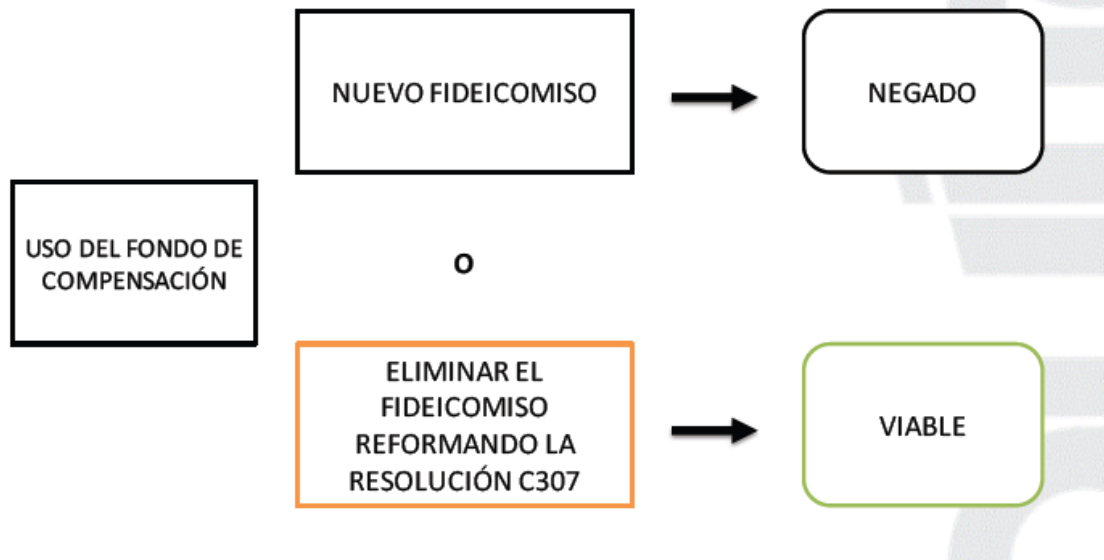 NUEVO FIDEICOMISO
NEGADO
USO DEL FONDO DE
COMPENSACIÓN
O
ELIMINAR EL
FIDEICOMISO
REFORMANDO LA
RESOLUCIÓN C307
VIABLE